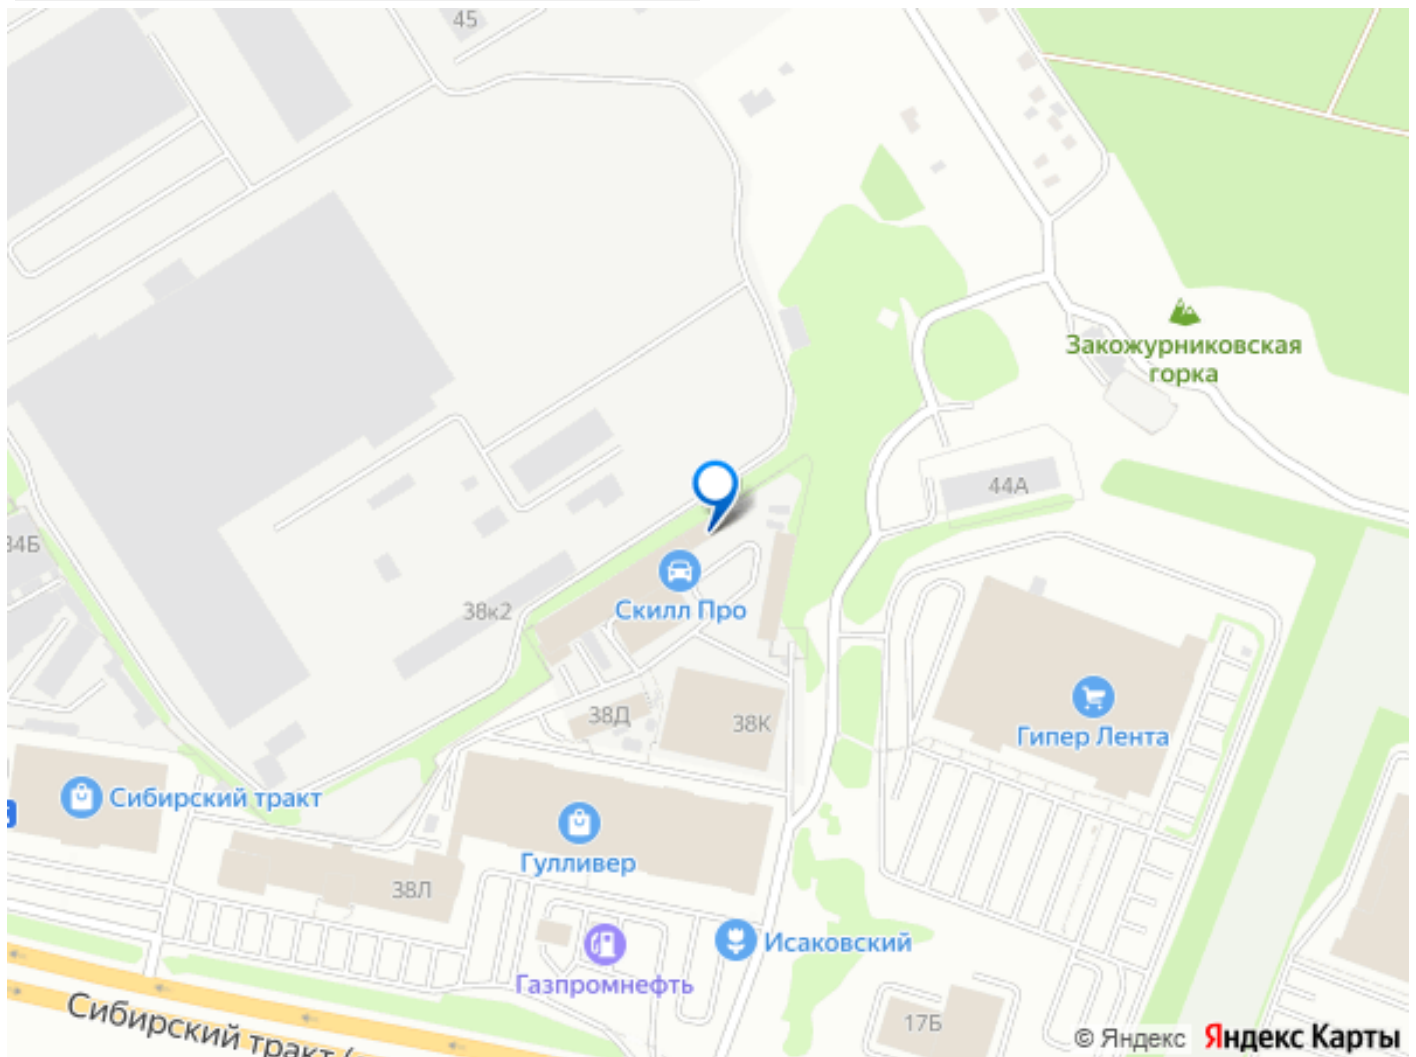 45
Закожурниковская
горка
44А
34Б
Скилл Про
38к2
38Д
38К
Гипер Лента
Сибирский тракт
Гулливер
38Л
Исаковский
Газпромнефть
17Б
Сибирский тракт (
© Яндекс Яндекс Карты